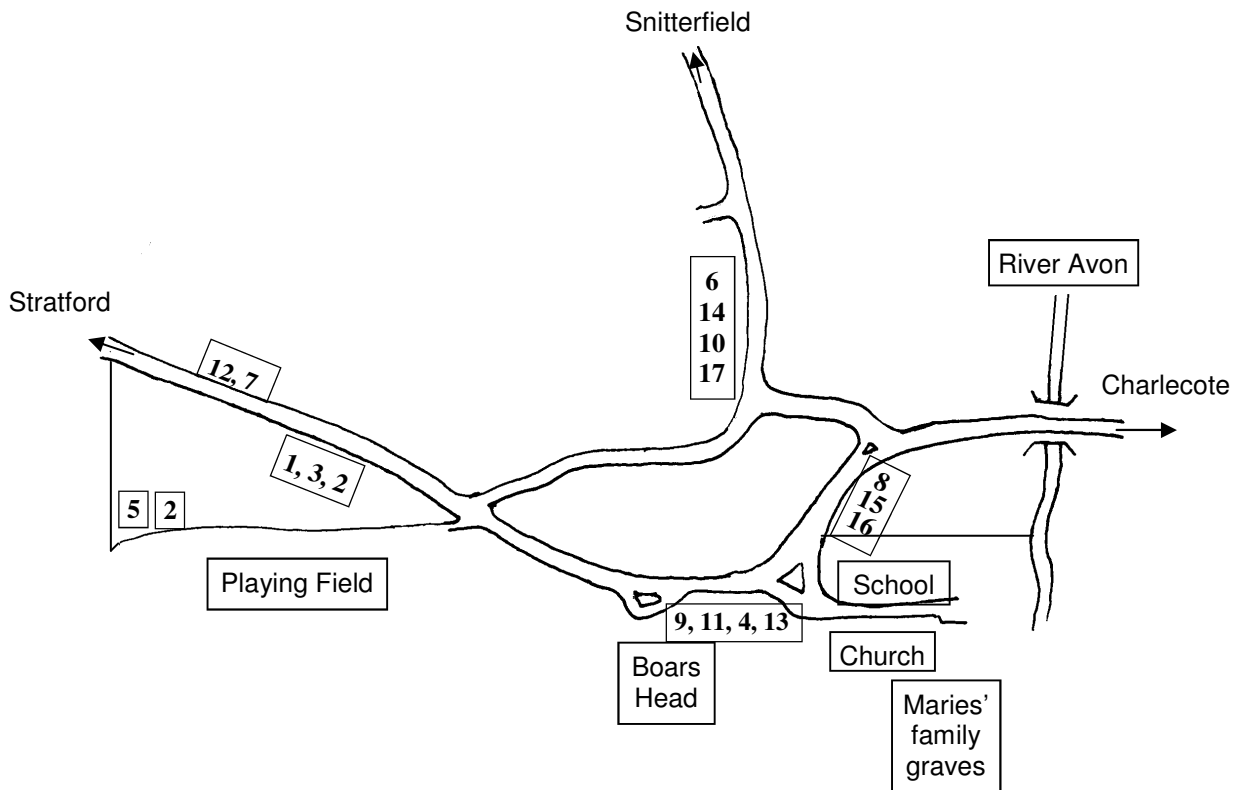 Snitterfield
River Avon
6
14
10
17
Stratford
12, 7
Charlecote
1, 3, 2
8
15
16
5
2
Playing Field
School
9, 11, 4, 13
Boars
Head
Church
Maries’
family
graves